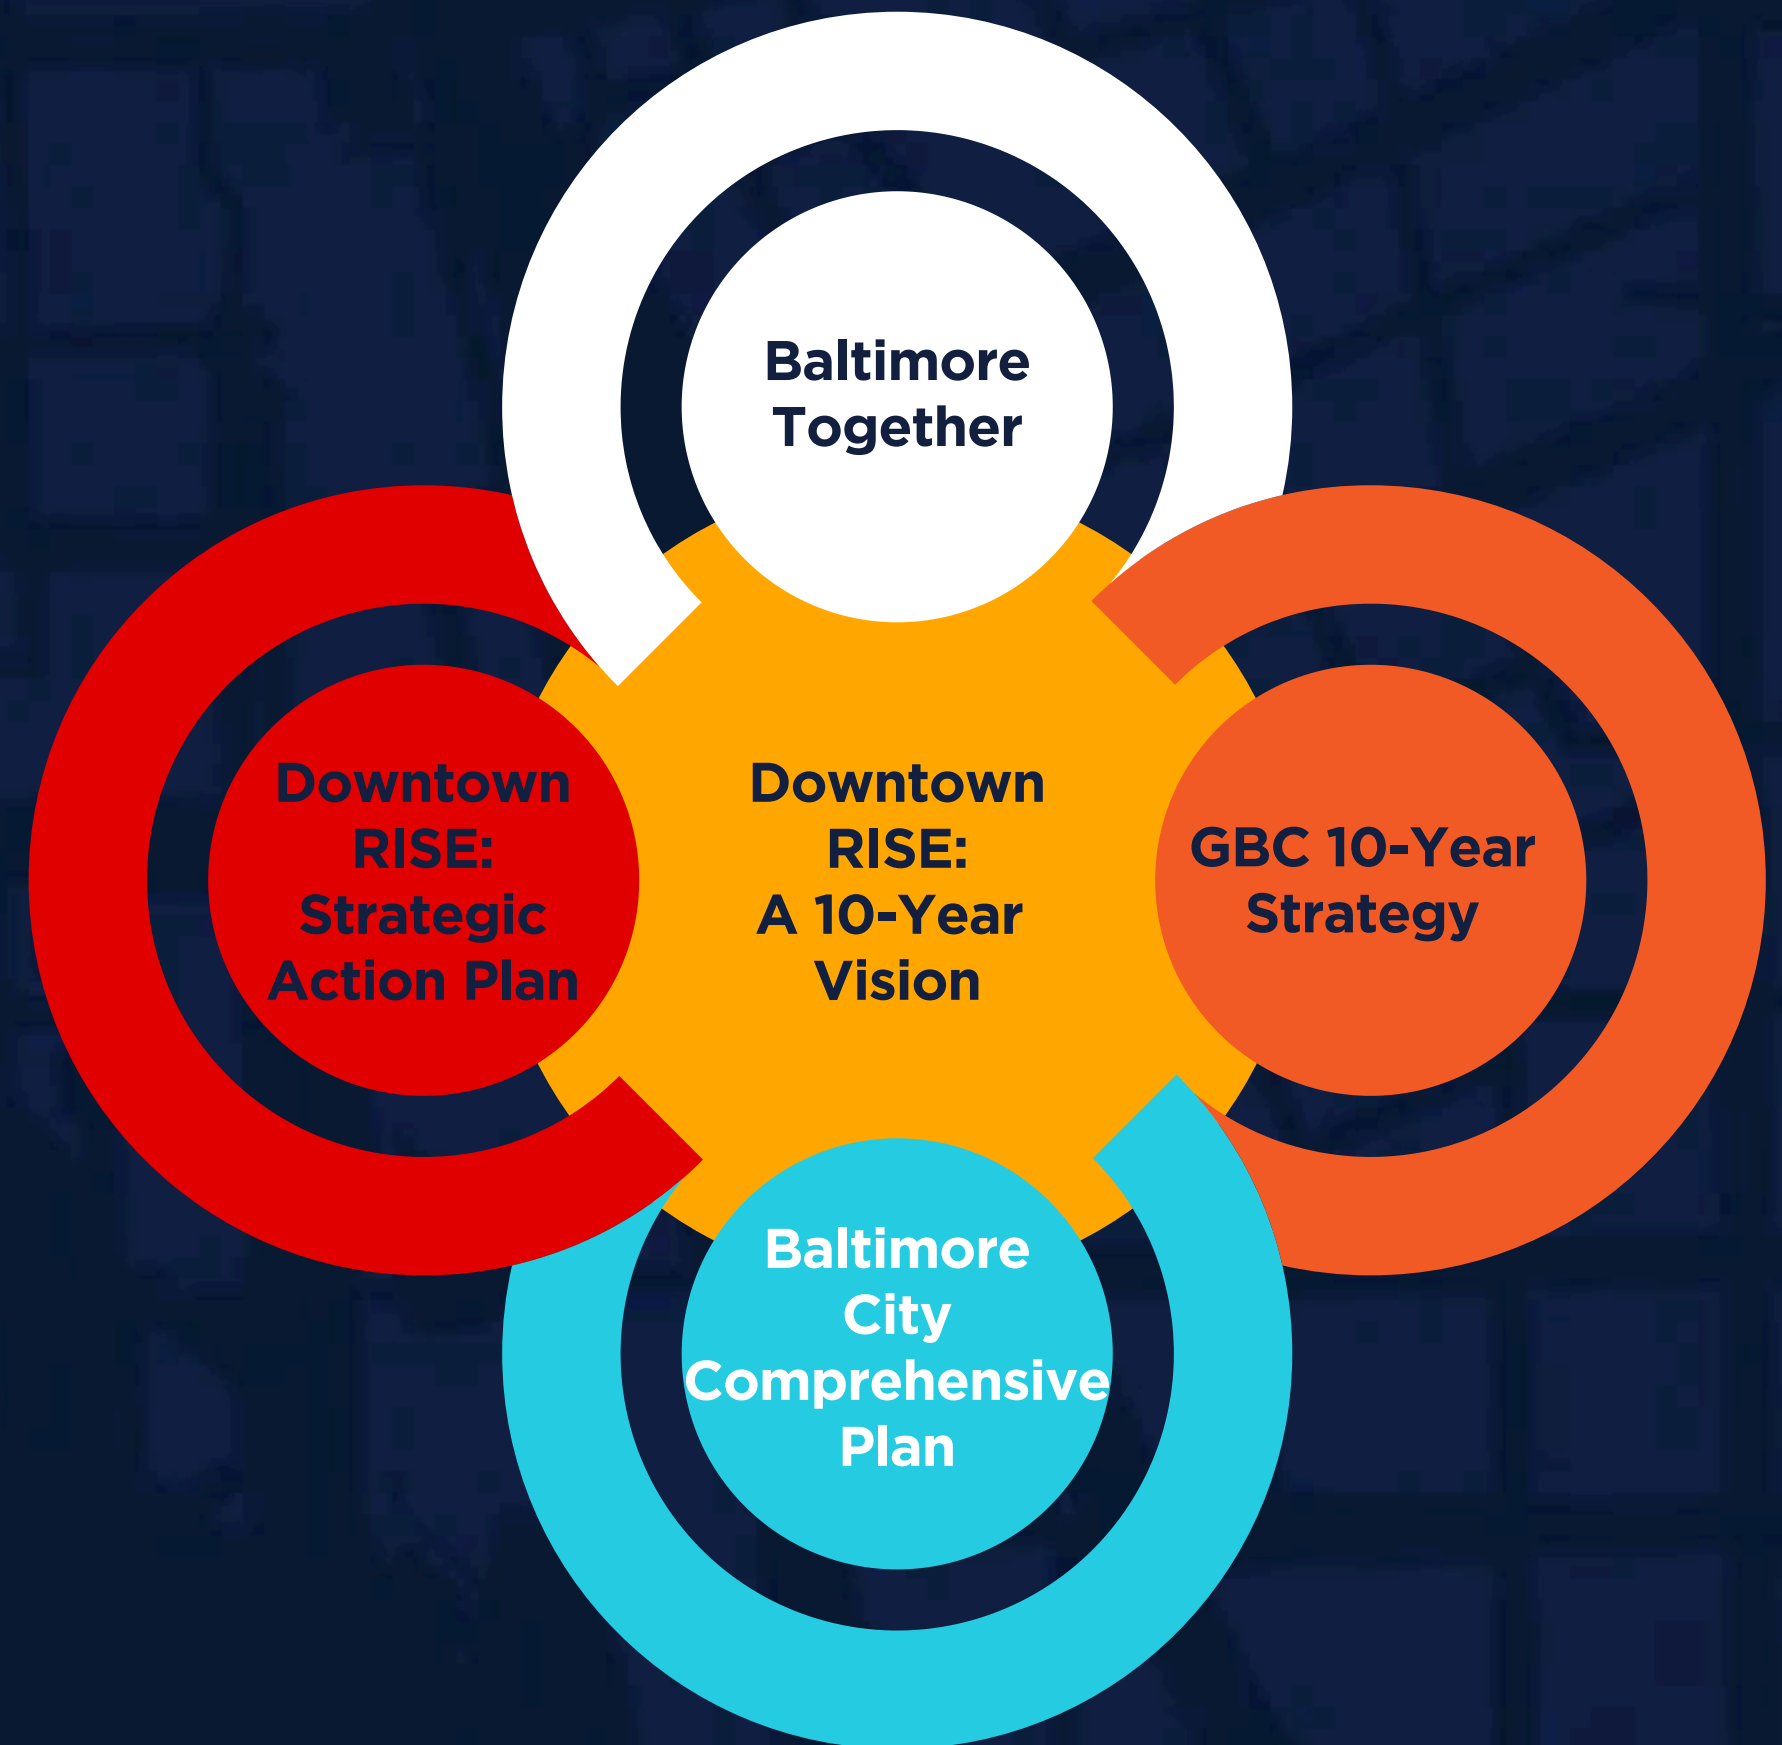 Baltimore
Together
Downtown
RISE:
Strategic
Action Plan
Downtown
RISE:
A 10-Year
Vision
GBC 10-Year
Strategy
Baltimore
City
Comprehensive
Plan